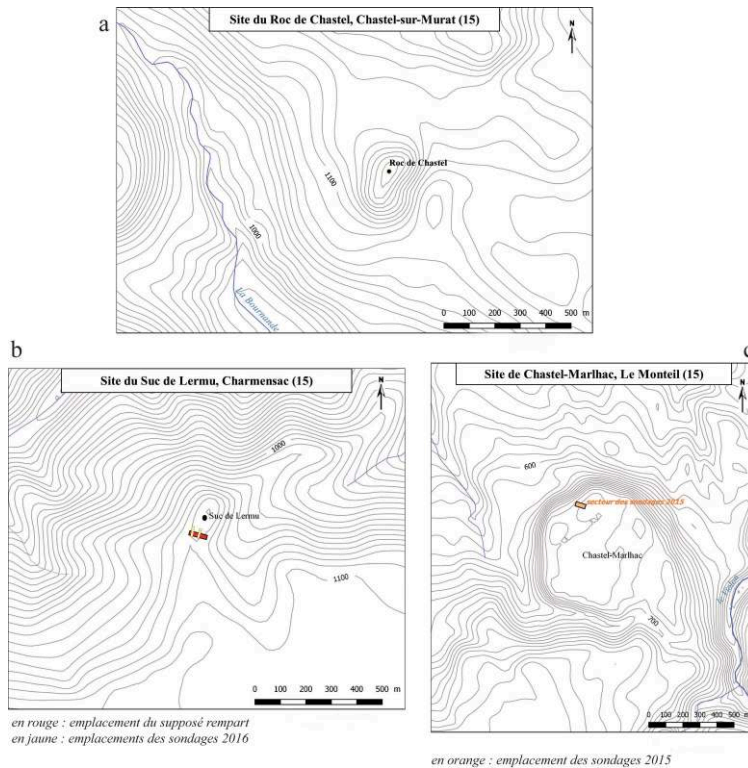 a
Site du Roc de Chastel, Chastel-sur-Murat (15)
N
Roc de Chastel
1100
1000
La Bournande
0 100 200 300 400 500 m
b
Site du Suc de Lermu, Charmensac (15)
N
1000
Suc de Lermu
1100
0 100 200 300 400 500 m
en rouge : emplacement du supposé rempart
en jaune : emplacements des sondages 2016
c
Site de Chastel-Marlhac, Le Monteil (15)
N
600
secteur des sondages 2015
Chastel-Marlhac
700
0 100 200 300 400 500 m
en orange : emplacement des sondages 2015